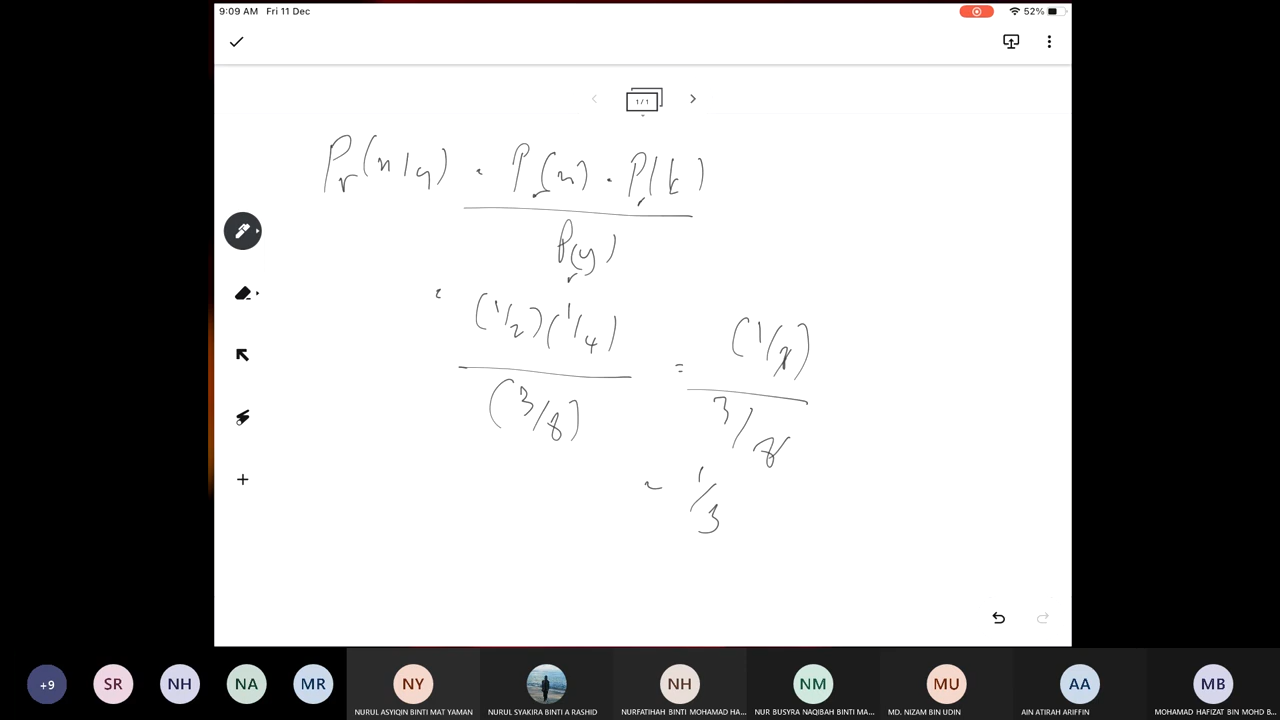 9:09 AM Fri 11 Dec
52%
1/1
Pr(x|y) = Pr(x) · Pr(k)
Pr(y)
= (1/2)(1/4)
(3/8)
= (1/8)
3/8
= 1/3
+9
SR
NH
NA
MR
NY
NH
NM
MU
AA
MB
NURUL ASYIQIN BINTI MAT YAMAN
NURUL SYAKIRA BINTI A RASHID
NURFATIHAH BINTI MOHAMAD HA...
NUR BUSYRA NAQIBAH BINTI MA...
MD. NIZAM BIN UDIN
AIN ATIRAH ARIFFIN
MOHAMAD HAFIZAT BIN MOHD B...